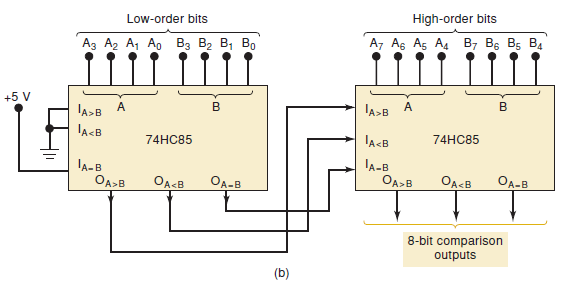 Low-order bits
High-order bits
A3 A2 A1 A0 B3 B2 B1 B0
A7 A6 A5 A4 B7 B6 B5 B4
+5 V
A B
IA>B
IA<B
74HC85
IA=B
OA>B OA<B OA=B
A B
IA>B
IA<B
74HC85
IA=B
OA>B OA<B OA=B
8-bit comparison
outputs
(b)